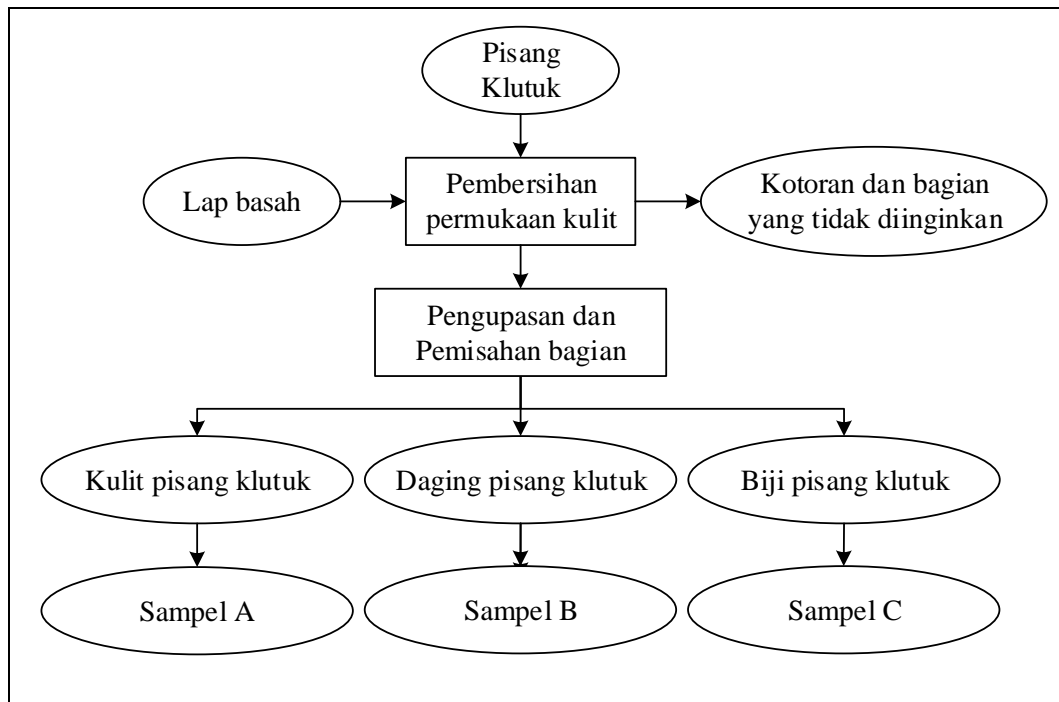 Pisang
Klutuk
Lap basah
Pembersihan
permukaan kulit
Kotoran dan bagian
yang tidak diinginkan
Pengupasan dan
Pemisahan bagian
Kulit pisang klutuk
Daging pisang klutuk
Biji pisang klutuk
Sampel A
Sampel B
Sampel C